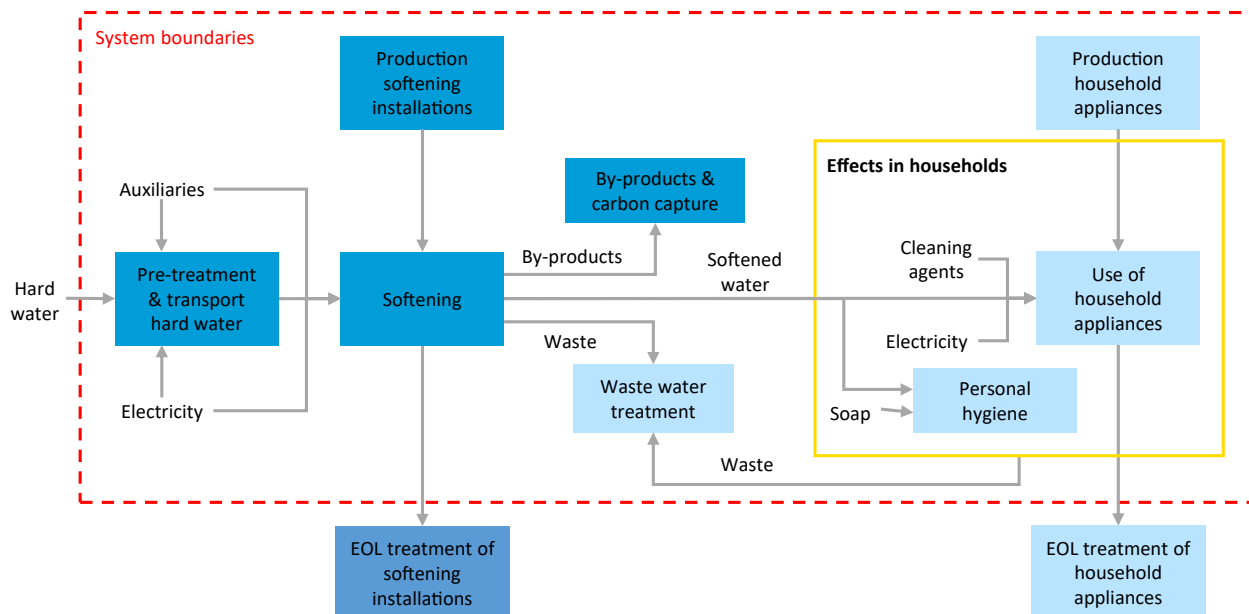 System boundaries
Production
softening
installations
Production
household
appliances
Effects in households
By-products &
carbon capture
Auxiliaries
By-products
Softened
water
Cleaning
agents
Hard
water
Pre-treatment
& transport
hard water
Softening
Use of
household
appliances
Waste
Electricity
Electricity
Waste water
treatment
Personal
hygiene
Soap
Waste
EOL treatment of
softening
installations
EOL treatment of
household
appliances